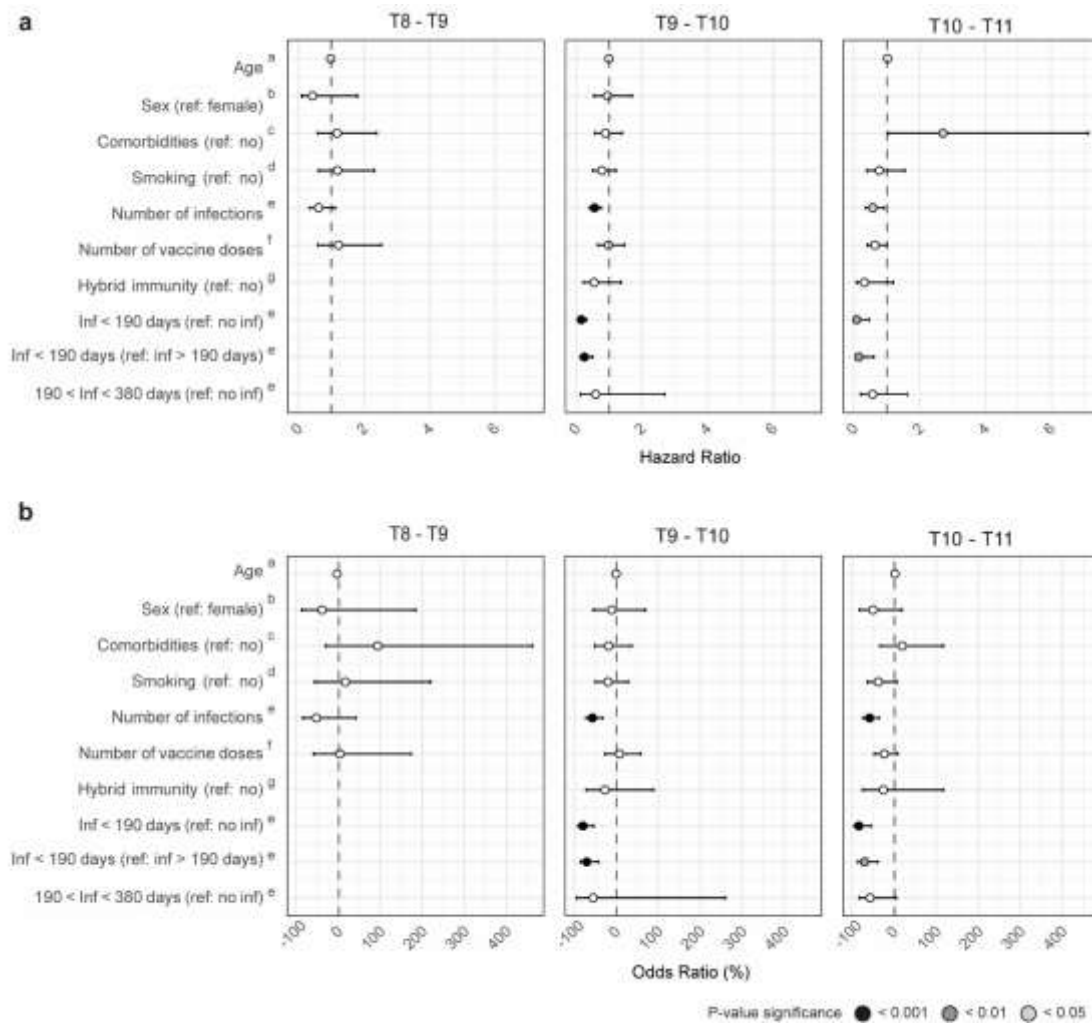 a
T8 - T9
T9 - T10
T10 - T11
Age a
Sex (ref: female) b
Comorbidities (ref: no) c
Smoking (ref: no) d
Number of infections e
Number of vaccine doses f
Hybrid immunity (ref: no) g
Inf < 190 days (ref: no inf) e
Inf < 190 days (ref: inf > 190 days) e
190 < Inf < 380 days (ref: no inf) e
0 2 4 6
0 2 4 6
0 2 4 6
Hazard Ratio
b
T8 - T9
T9 - T10
T10 - T11
Age a
Sex (ref: female) b
Comorbidities (ref: no) c
Smoking (ref: no) d
Number of infections e
Number of vaccine doses f
Hybrid immunity (ref: no) g
Inf < 190 days (ref: no inf) e
Inf < 190 days (ref: inf > 190 days) e
190 < Inf < 380 days (ref: no inf) e
-100 0 100 200 300 400
-100 0 100 200 300 400
-100 0 100 200 300 400
Odds Ratio (%)
P-value significance < 0.001 < 0.01 < 0.05